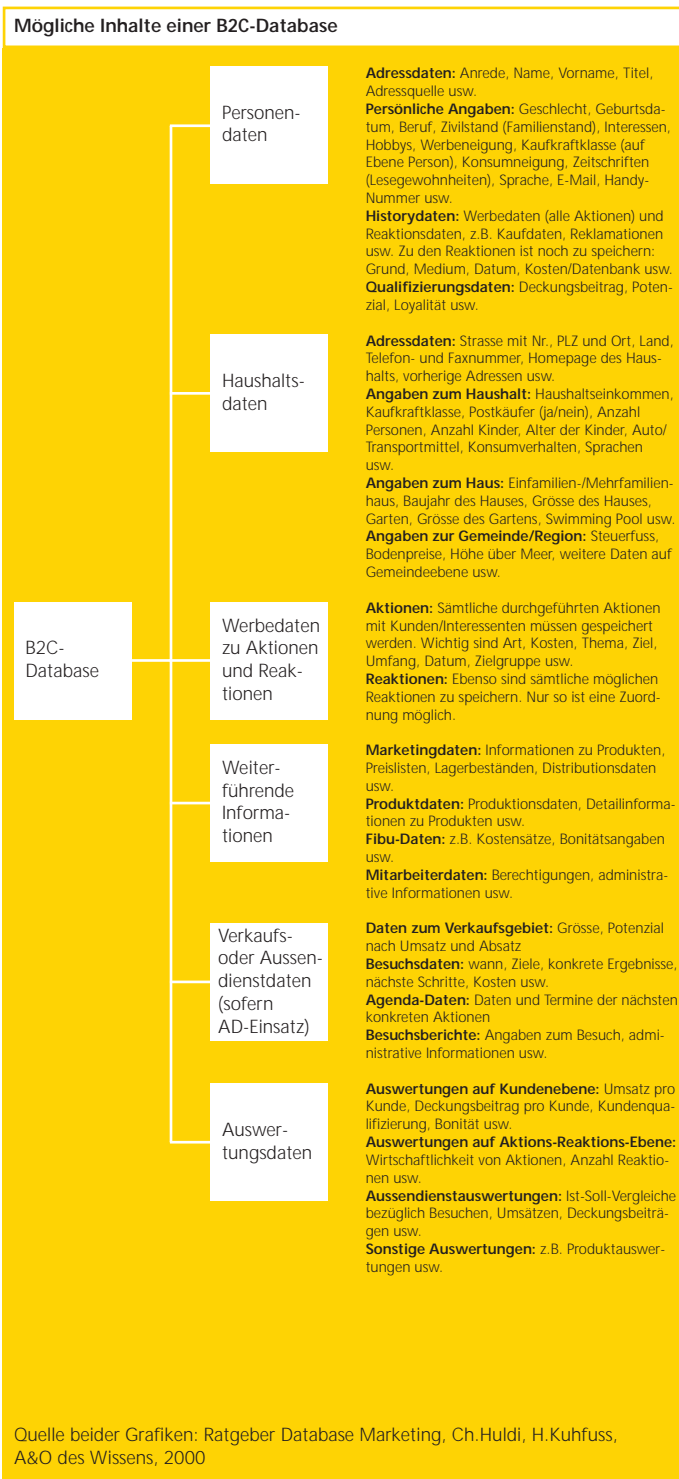 Mögliche Inhalte einer B2C-Database
B2C-
Database
Personen-
daten
Adressdaten: Anrede, Name, Vorname, Titel,
Adressquelle usw.
Persönliche Angaben: Geschlecht, Geburtsda-
tum, Beruf, Zivilstand (Familienstand), Interessen,
Hobbys, Werbeneigung, Kaufkraftklasse (auf
Ebene Person), Konsumneigung, Zeitschriften
(Lesegewohnheiten), Sprache, E-Mail, Handy-
Nummer usw.
Historydaten: Werbedaten (alle Aktionen) und
Reaktionsdaten, z.B. Kaufdaten, Reklamationen
usw. Zu den Reaktionen ist noch zu speichern:
Grund, Medium, Datum, Kosten/Datenbank usw.
Qualifizierungsdaten: Deckungsbeitrag, Poten-
zial, Loyalität usw.
Haushalts-
daten
Adressdaten: Strasse mit Nr., PLZ und Ort, Land,
Telefon- und Faxnummer, Homepage des Haus-
halts, vorherige Adressen usw.
Angaben zum Haushalt: Haushaltseinkommen,
Kaufkraftklasse, Postkäufer (ja/nein), Anzahl
Personen, Anzahl Kinder, Alter der Kinder, Auto/
Transportmittel, Konsumverhalten, Sprachen
usw.
Angaben zum Haus: Einfamilien-/Mehrfamilien-
haus, Baujahr des Hauses, Grösse des Hauses,
Garten, Grösse des Gartens, Swimming Pool usw.
Angaben zur Gemeinde/Region: Steuerfuss,
Bodenpreise, Höhe über Meer, weitere Daten auf
Gemeindeebene usw.
Werbedaten
zu Aktionen
und Reak-
tionen
Aktionen: Sämtliche durchgeführten Aktionen
mit Kunden/Interessenten müssen gespeichert
werden. Wichtig sind Art, Kosten, Thema, Ziel,
Umfang, Datum, Zielgruppe usw.
Reaktionen: Ebenso sind sämtliche möglichen
Reaktionen zu speichern. Nur so ist eine Zuord-
nung möglich.
Weiter-
führende
Informa-
tionen
Marketingdaten: Informationen zu Produkten,
Preislisten, Lagerbeständen, Distributionsdaten
usw.
Produktdaten: Produktionsdaten, Detailinforma-
tionen zu Produkten usw.
Fibu-Daten: z.B. Kostensätze, Bonitätsangaben
usw.
Mitarbeiterdaten: Berechtigungen, administra-
tive Informationen usw.
Verkaufs-
oder Aussen-
dienstdaten
(sofern
AD-Einsatz)
Daten zum Verkaufsgebiet: Grösse, Potenzial
nach Umsatz und Absatz
Besuchsdaten: wann, Ziele, konkrete Ergebnisse,
nächste Schritte, Kosten usw.
Agenda-Daten: Daten und Termine der nächsten
konkreten Aktionen
Besuchsberichte: Angaben zum Besuch, admi-
nistrative Informationen usw.
Auswer-
tungsdaten
Auswertungen auf Kundenebene: Umsatz pro
Kunde, Deckungsbeitrag pro Kunde, Kundenqua-
lifizierung, Bonität usw.
Auswertungen auf Aktions-Reaktions-Ebene:
Wirtschaftlichkeit von Aktionen, Anzahl Reaktio-
nen usw.
Aussendienstauswertungen: Ist-Soll-Vergleiche
bezüglich Besuchen, Umsätzen, Deckungsbeiträ-
gen usw.
Sonstige Auswertungen: z.B. Produktauswer-
tungen usw.
Quelle beider Grafiken: Ratgeber Database Marketing, Ch.Huldi, H.Kuhfuss,
A&O des Wissens, 2000